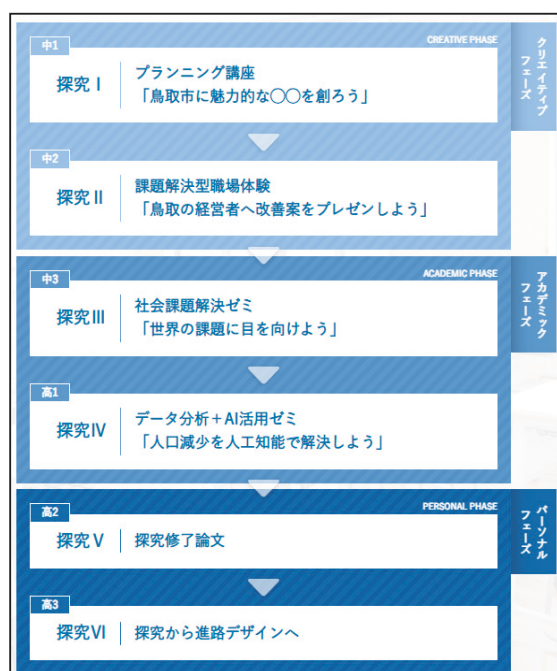 中1
CREATIVE PHASE
クリエイティブ
フェーズ
探究Ⅰ
プランニング講座
「鳥取市に魅力的な〇〇を創ろう」
中2
探究Ⅱ
課題解決型職場体験
「鳥取の経営者へ改善案をプレゼンしよう」
中3
ACADEMIC PHASE
アカデミック
フェーズ
探究Ⅲ
社会課題解決ゼミ
「世界の課題に目を向けよう」
高1
探究Ⅳ
データ分析+AI活用ゼミ
「人口減少を人工知能で解決しよう」
高2
PERSONAL PHASE
パーソナル
フェーズ
探究Ⅴ
探究修了論文
高3
探究Ⅵ
探究から進路デザインへ